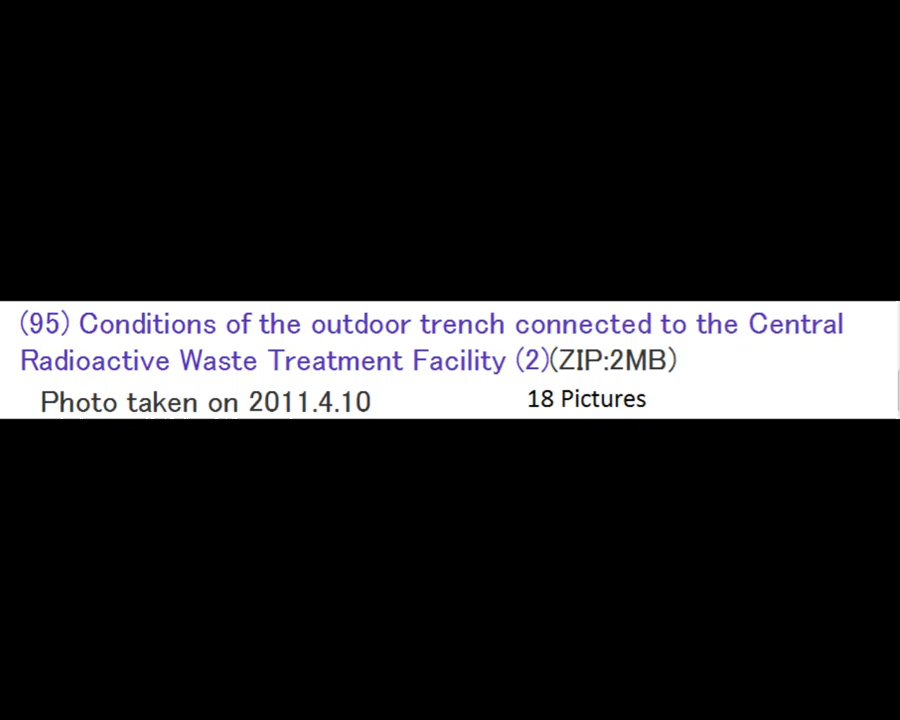 (95) Conditions of the outdoor trench connected to the Central
Radioactive Waste Treatment Facility (2)(ZIP:2MB)
Photo taken on 2011.4.10 18 Pictures